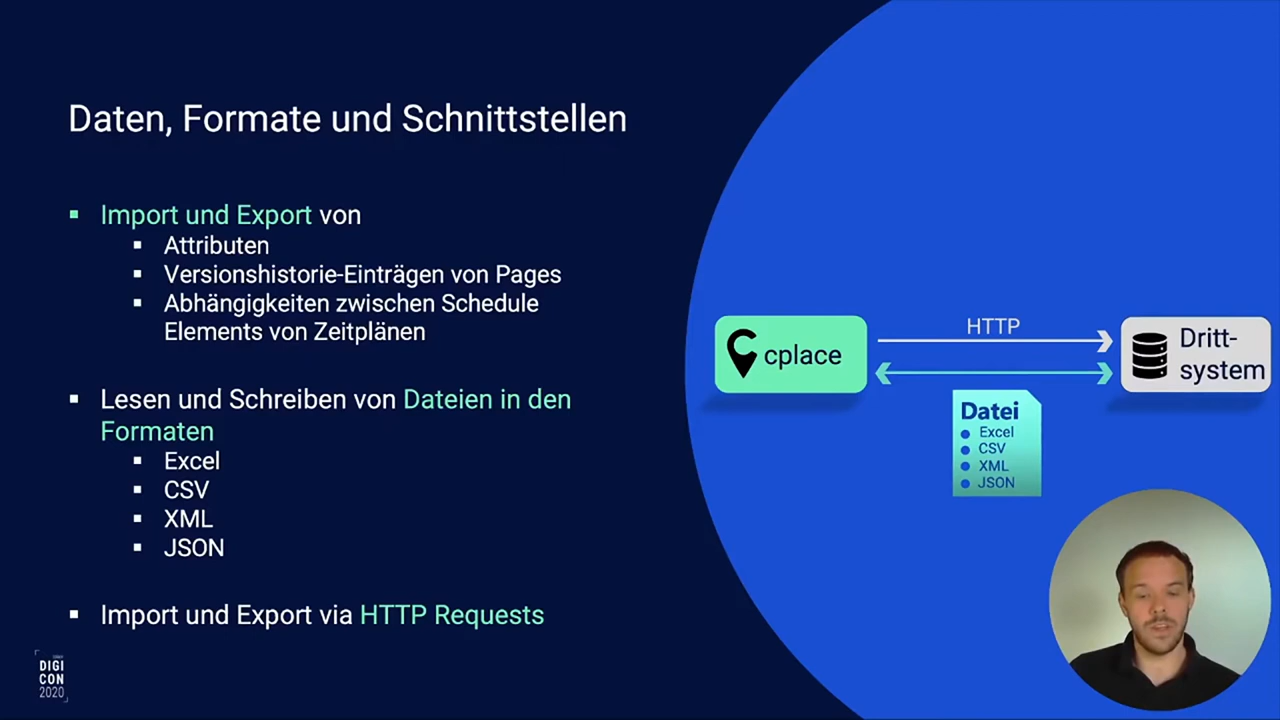 Daten, Formate und Schnittstellen
Import und Export von
Attributen
Versionshistorie-Einträgen von Pages
Abhängigkeiten zwischen Schedule
Elements von Zeitplänen
Lesen und Schreiben von Dateien in den
Formaten
Excel
CSV
XML
JSON
Import und Export via HTTP Requests
cplace
HTTP
Dritt-
system
Datei
Excel
CSV
XML
JSON
DIGI
CON
2020